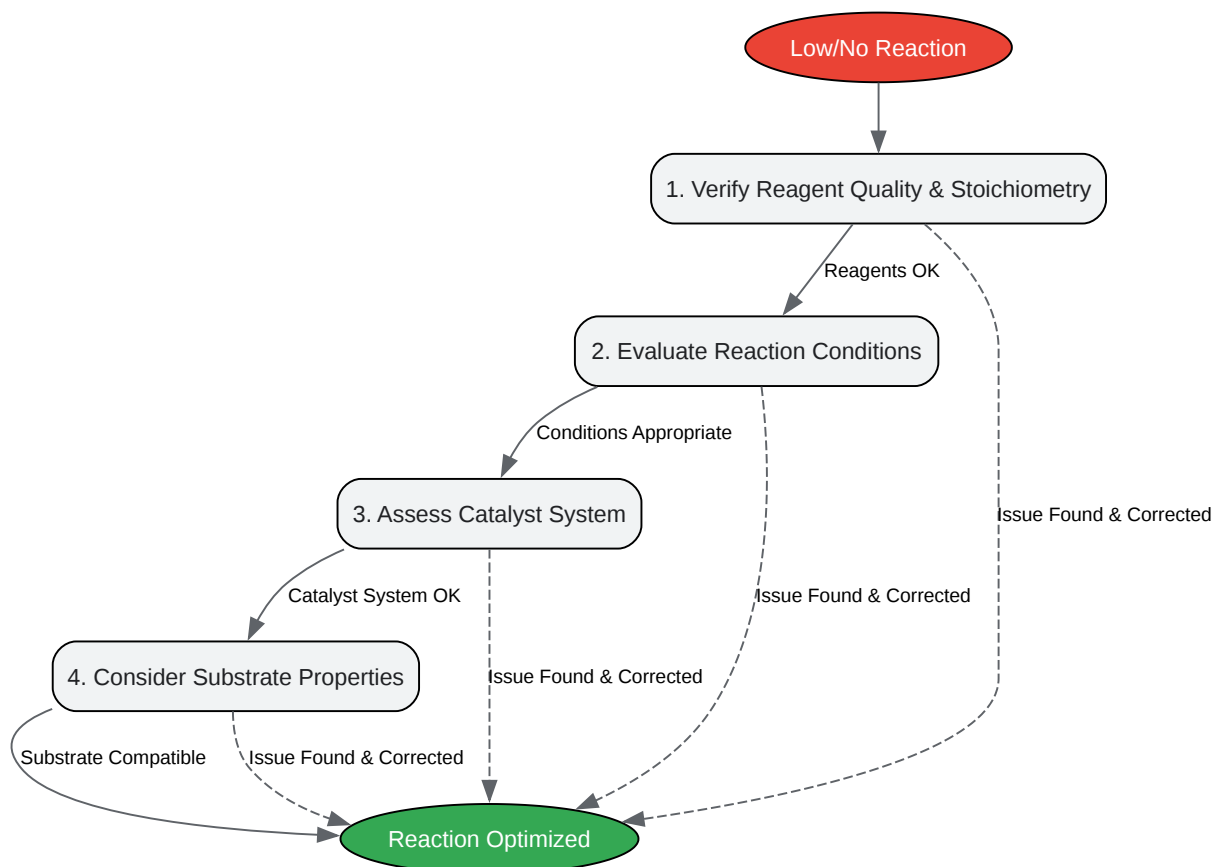 Low/No Reaction
1. Verify Reagent Quality & Stoichiometry
Reagents OK
2. Evaluate Reaction Conditions
Conditions Appropriate
3. Assess Catalyst System
Issue Found & Corrected
Catalyst System OK
Issue Found & Corrected
4. Consider Substrate Properties
Issue Found & Corrected
Substrate Compatible
Issue Found & Corrected
Reaction Optimized